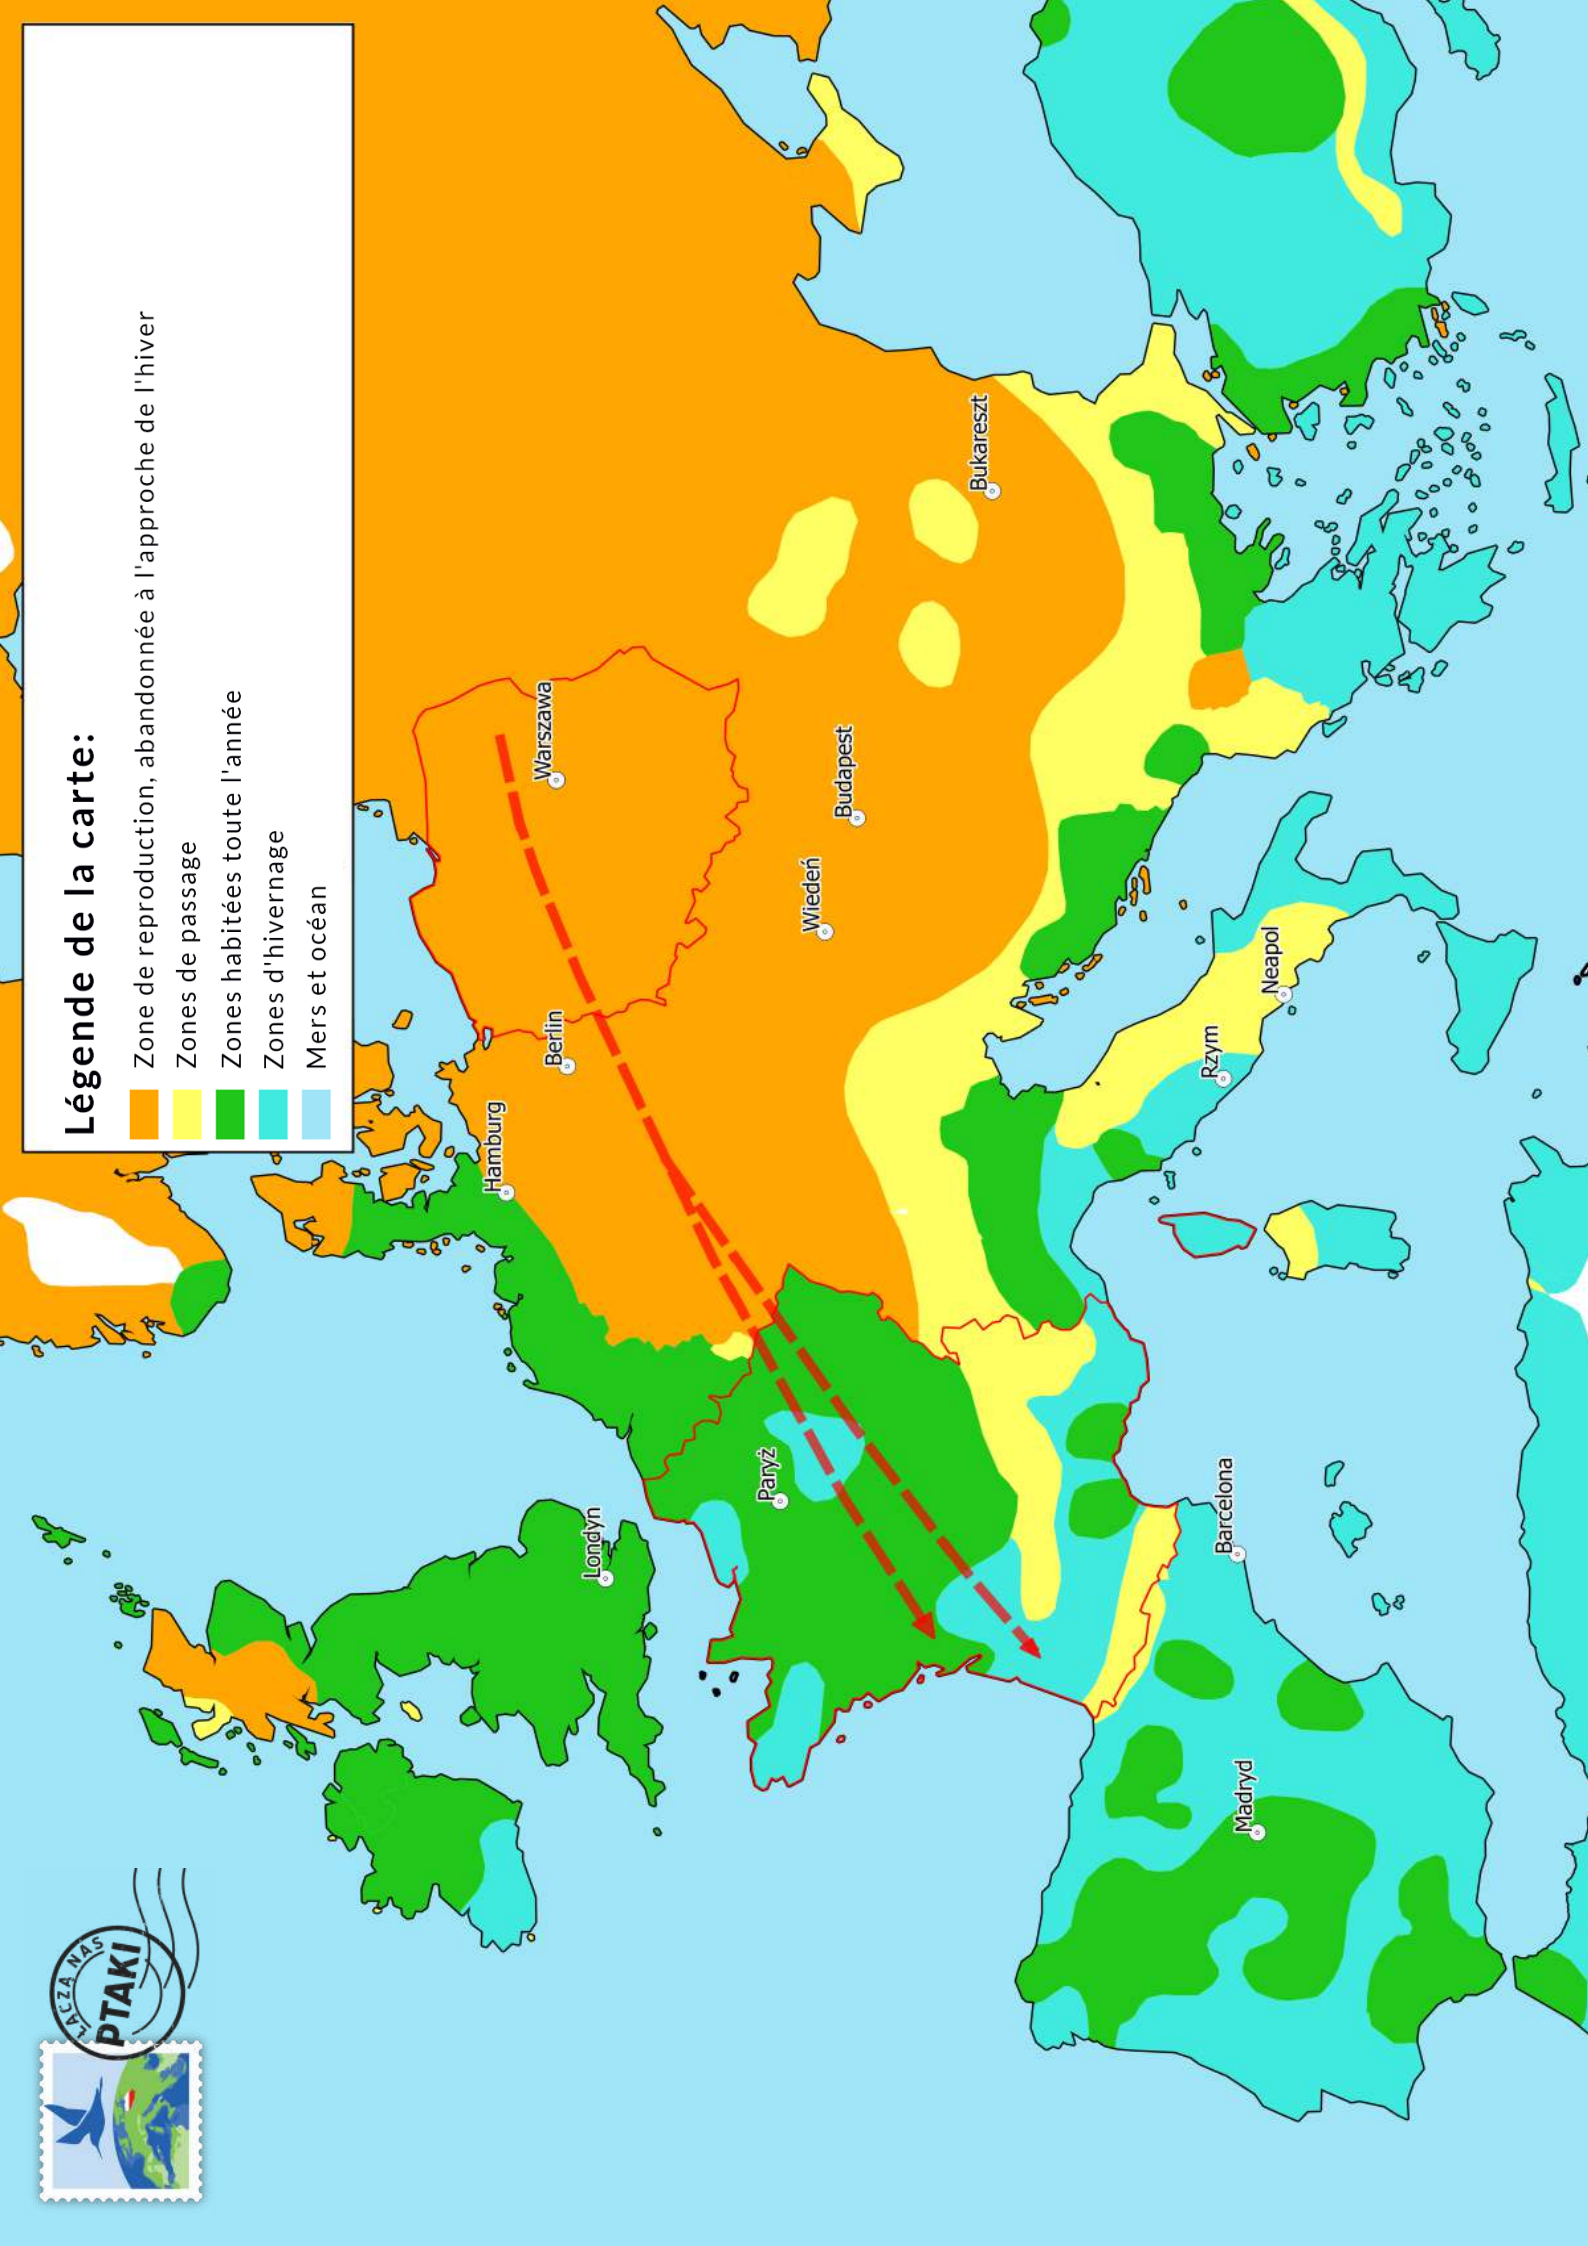 ŁĄCZĄ NAS
PTAKI
Légende de la carte:
Zone de reproduction, abandonnée à l'approche de l'hiver
Zones de passage
Zones habitées toute l'année
Zones d'hivernage
Mers et océan
Londyn
Hamburg
Berlin
Warszawa
Paryż
Wiedeń
Budapest
Bukareszt
Madryd
Barcelona
Rzym
Neapol